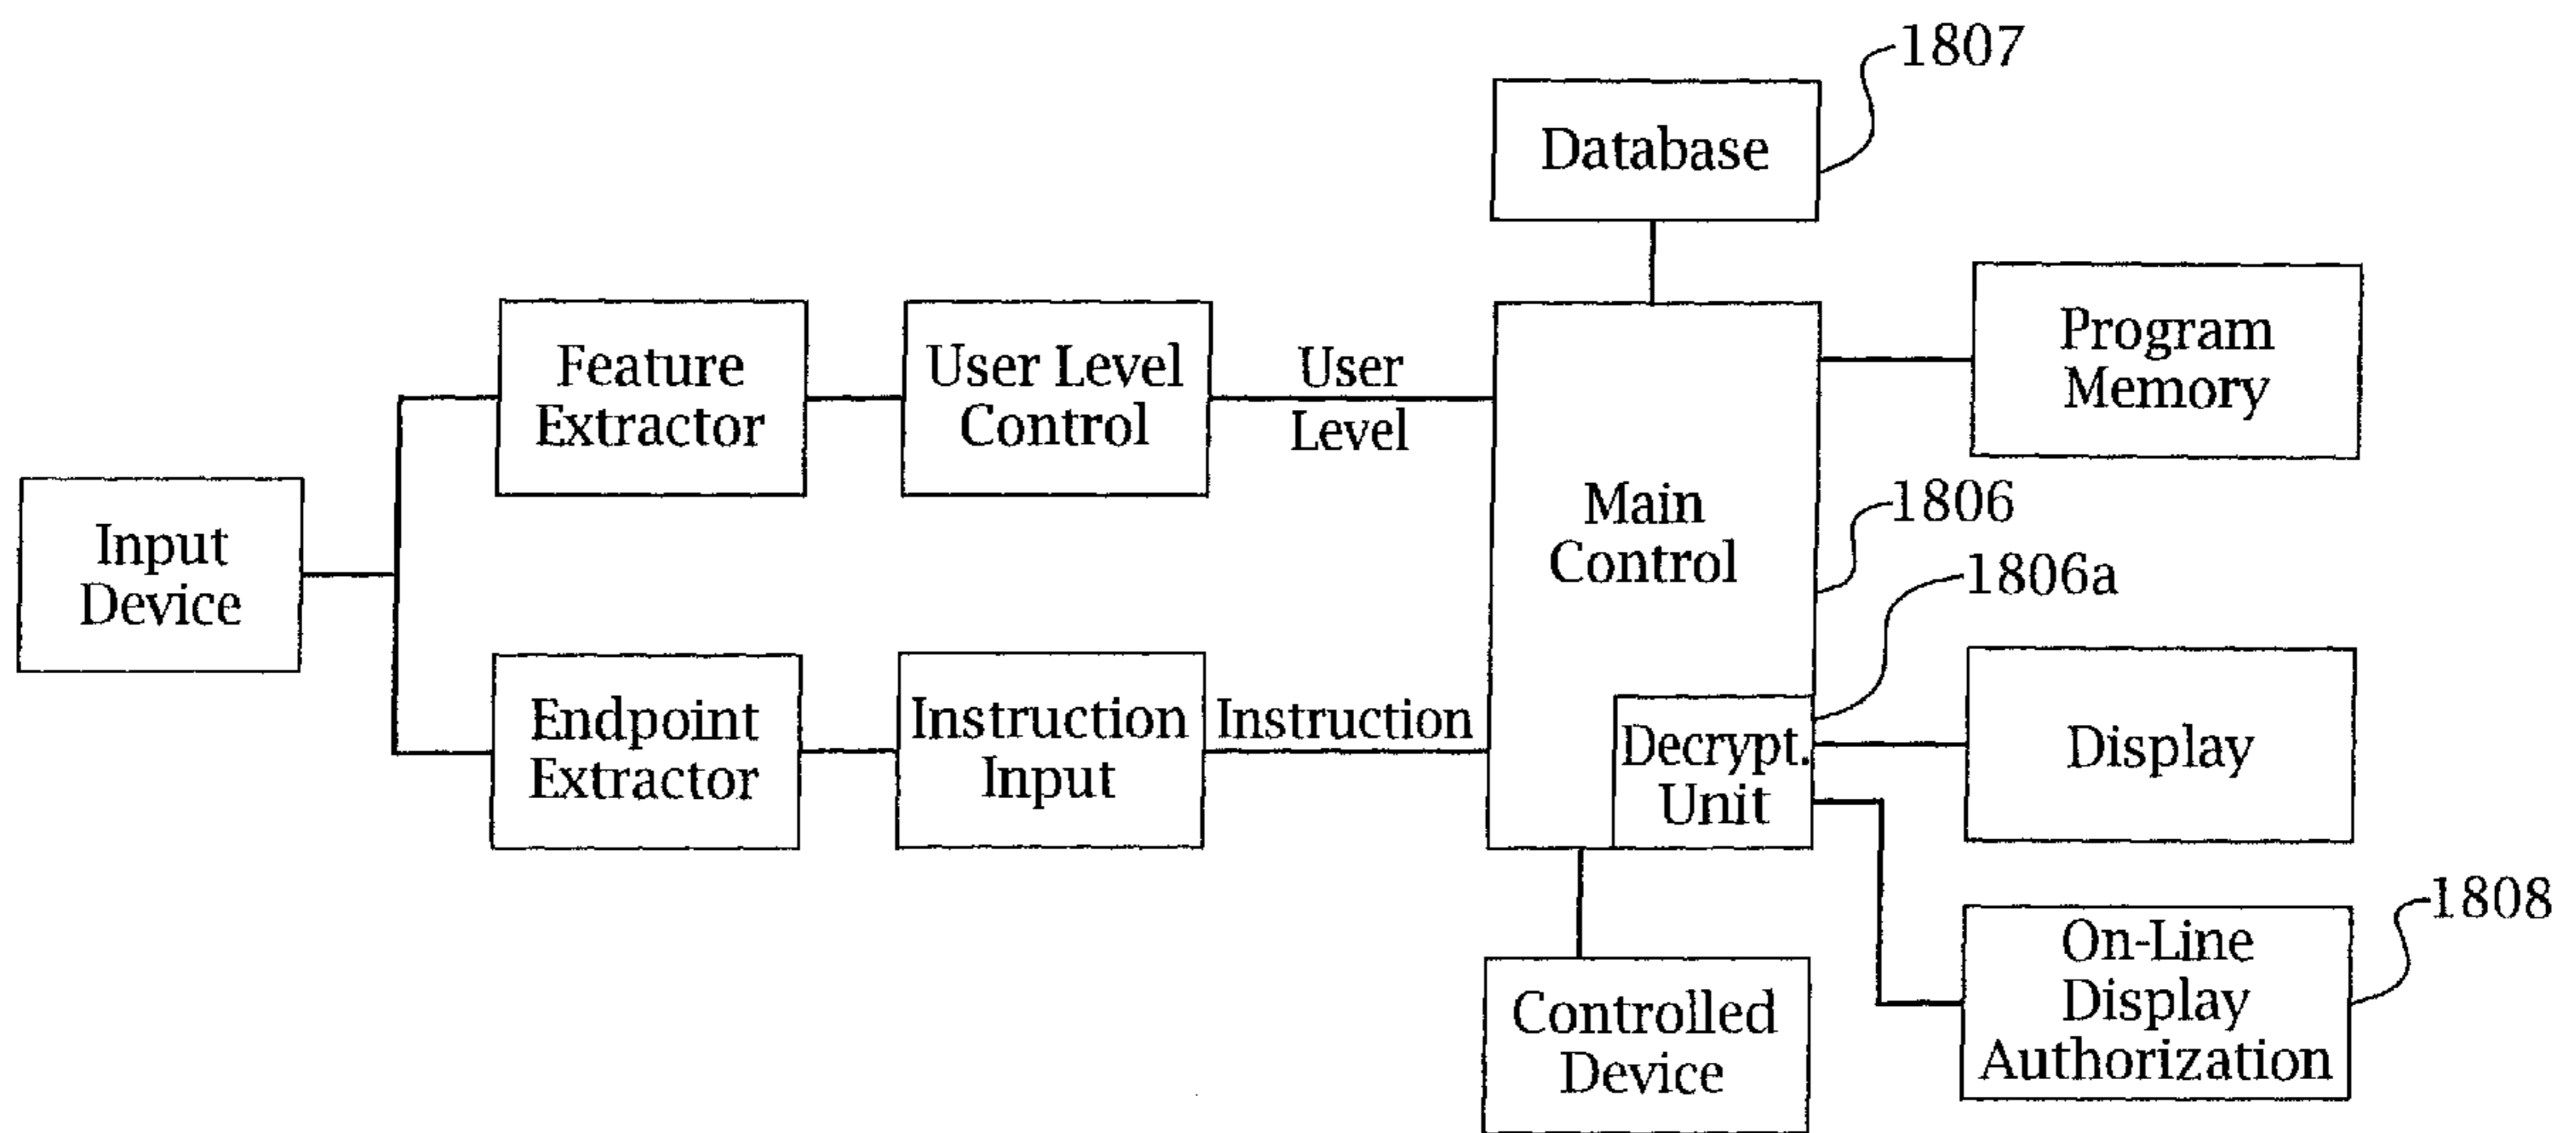 1807
Database
Program
Memory
Feature
Extractor
User Level
Control
User
Level
Input
Device
Main
Control
1806
1806a
Endpoint
Extractor
Instruction
Input
Instruction
Decrypt.
Unit
Display
1808
On-Line
Display
Authorization
Controlled
Device